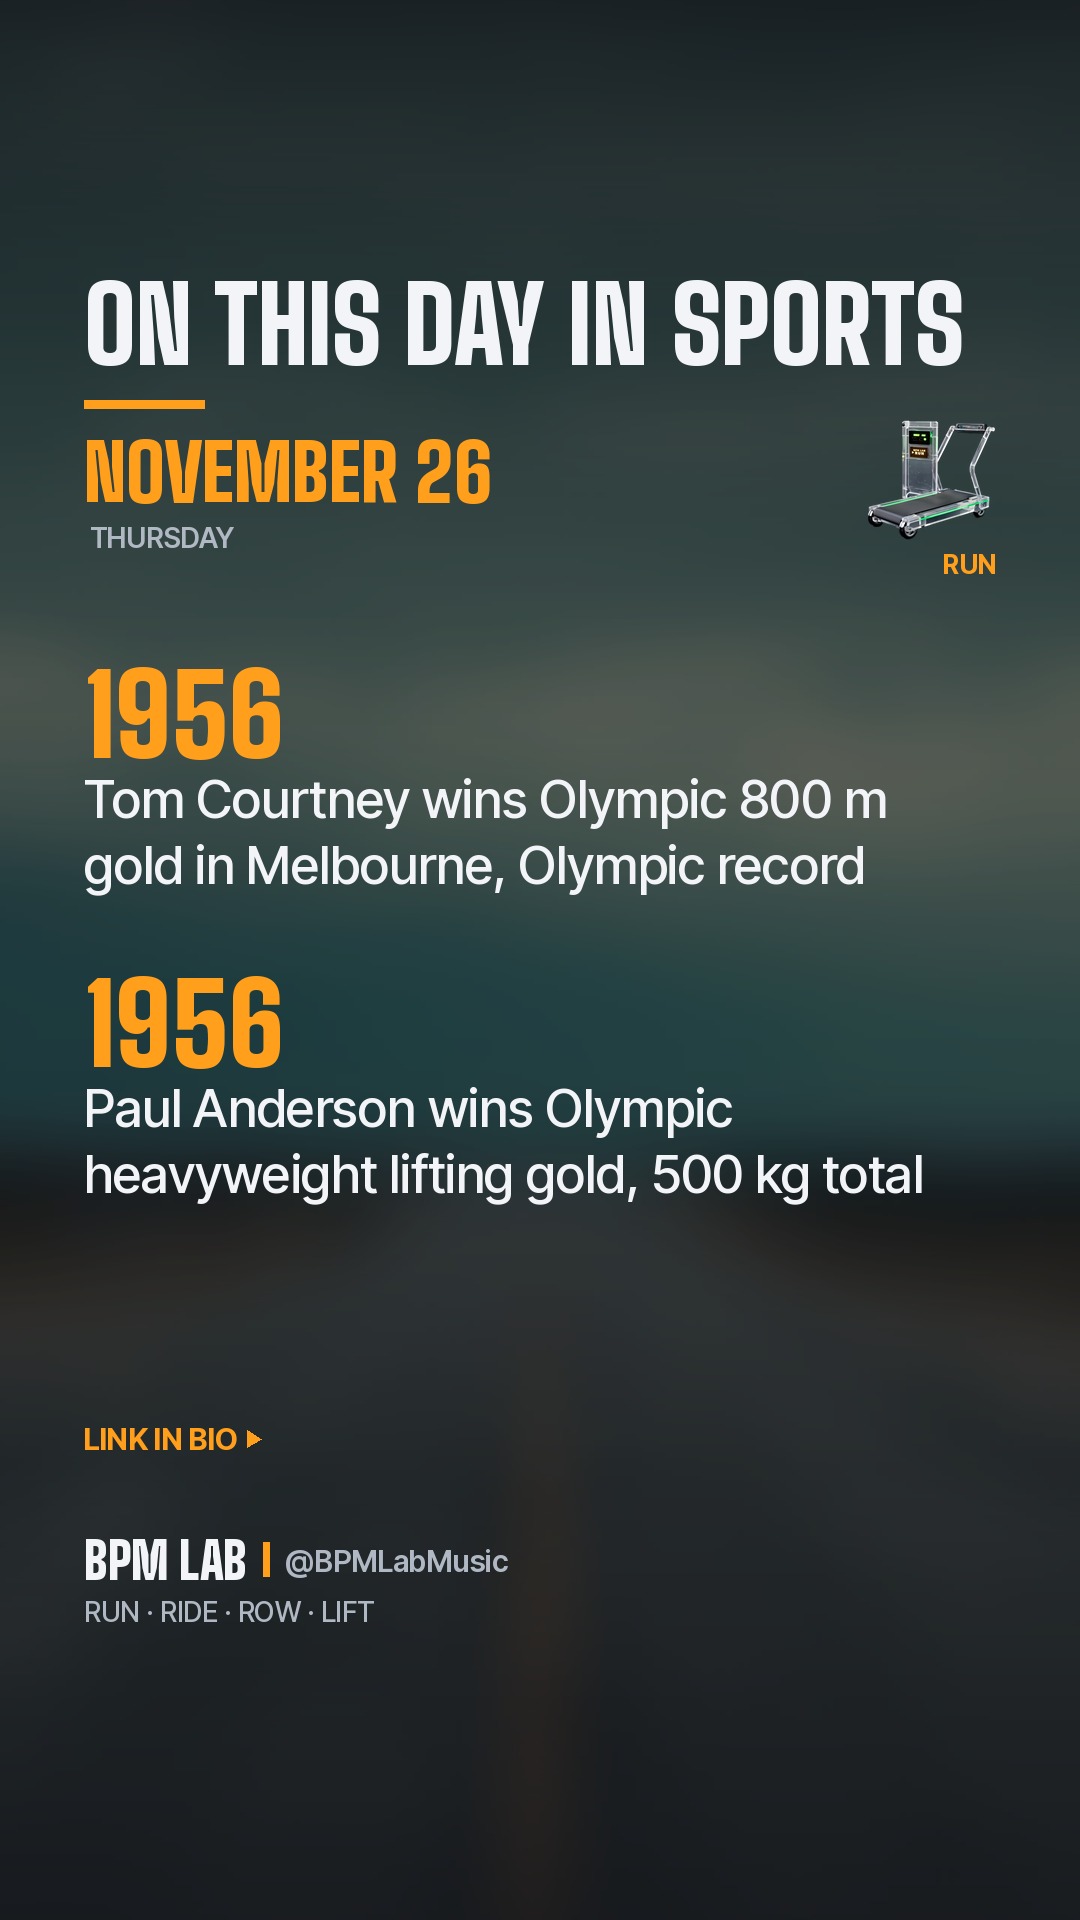 ON THIS DAY IN SPORTS
NOVEMBER 26
THURSDAY
RUN
1956
Tom Courtney wins Olympic 800 m
gold in Melbourne, Olympic record
1956
Paul Anderson wins Olympic
heavyweight lifting gold, 500 kg total
LINK IN BIO ▶
BPM LAB | @BPMLabMusic
RUN · RIDE · ROW · LIFT